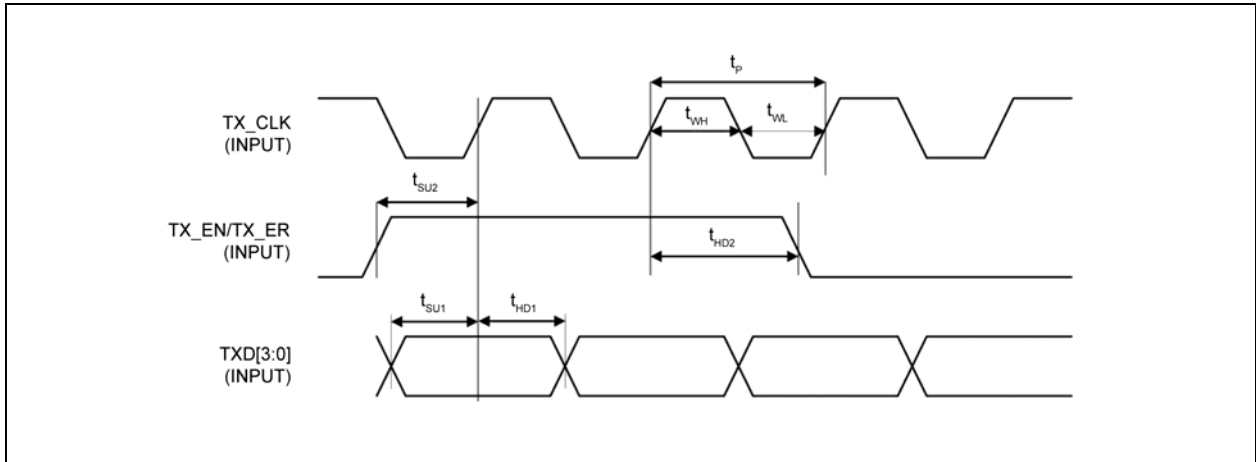 t_P
TX_CLK
(INPUT)
t_WH
t_WL
t_SU2
TX_EN/TX_ER
(INPUT)
t_HD2
t_SU1
t_HD1
TXD[3:0]
(INPUT)